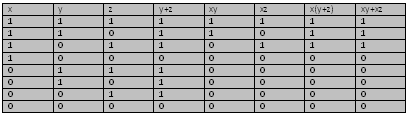 x y z y+z xy xz x(y+z) xy+xz
1 1 1 1 1 1 1 1
1 1 0 1 1 0 1 1
1 0 1 1 0 1 1 1
1 0 0 0 0 0 0 0
0 1 1 1 0 0 0 0
0 1 0 1 0 0 0 0
0 0 1 1 0 0 0 0
0 0 0 0 0 0 0 0